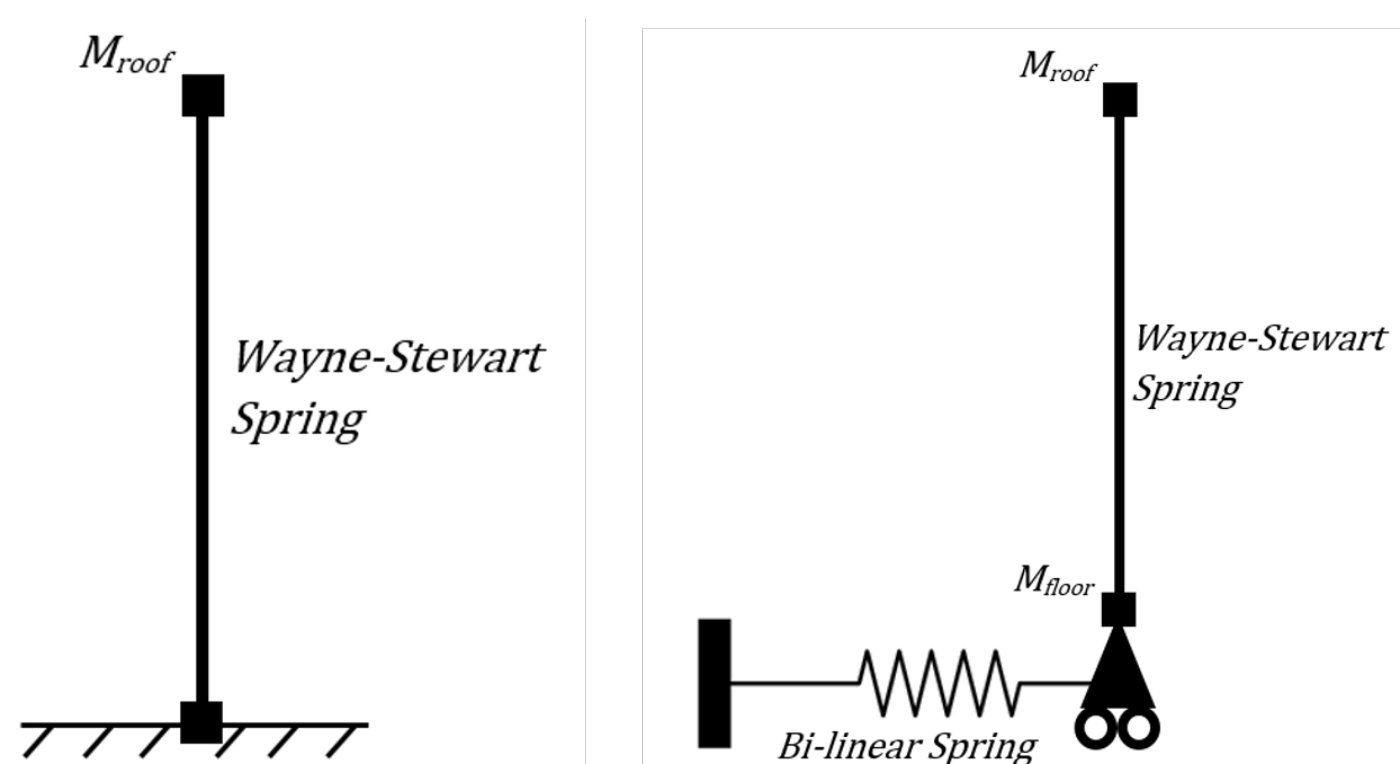 M_roof
Wayne-Stewart
Spring
M_roof
Wayne-Stewart
Spring
M_floor
Bi-linear Spring